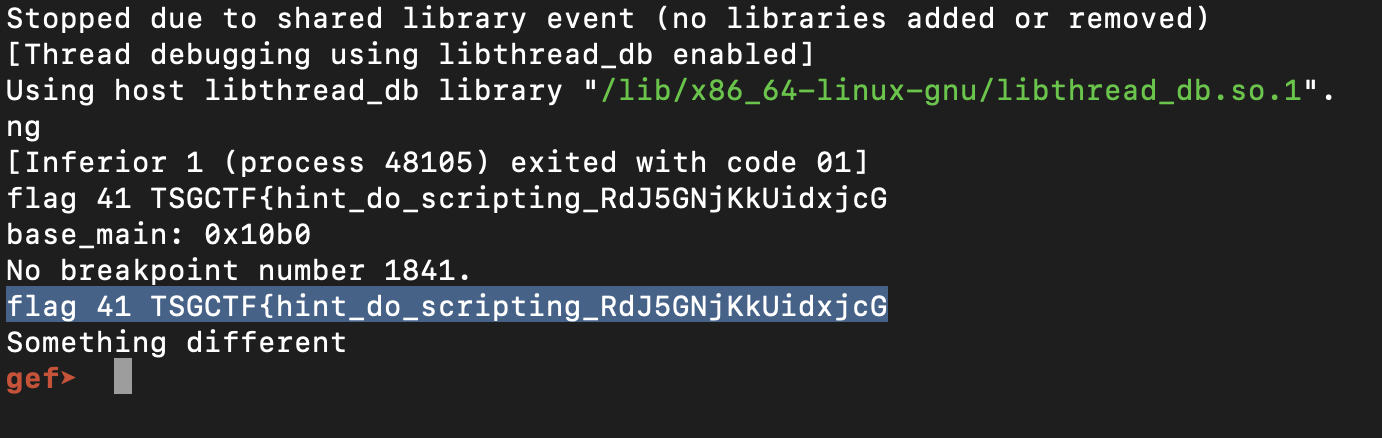 Stopped due to shared library event (no libraries added or removed)
[Thread debugging using libthread_db enabled]
Using host libthread_db library "/lib/x86_64-linux-gnu/libthread_db.so.1".
ng
[Inferior 1 (process 48105) exited with code 01]
flag 41 TSGCTF{hint_do_scripting_RdJ5GNjKkUidxjcG
base_main: 0x10b0
No breakpoint number 1841.
flag 41 TSGCTF{hint_do_scripting_RdJ5GNjKkUidxjcG
Something different
gef➤